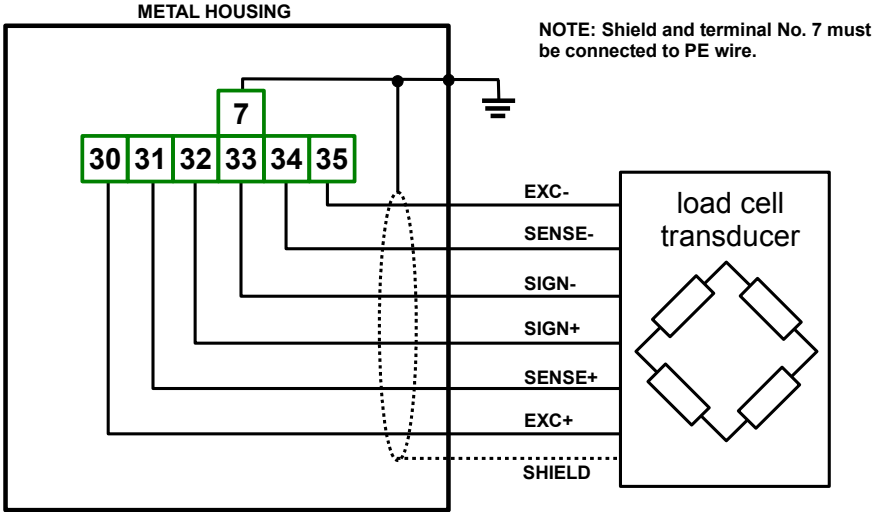 METAL HOUSING
NOTE: Shield and terminal No. 7 must
be connected to PE wire.
7
30 31 32 33 34 35
EXC-
SENSE-
SIGN-
SIGN+
SENSE+
EXC+
SHIELD
load cell
transducer